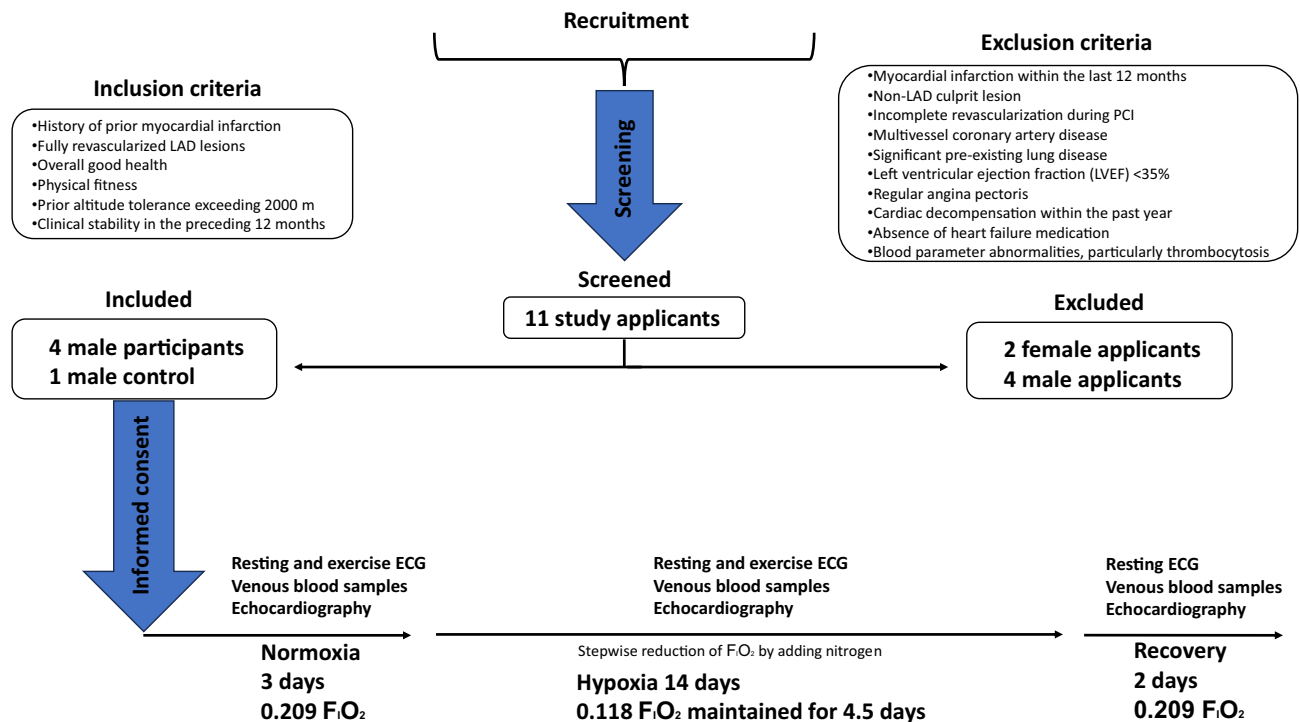 Recruitment
Inclusion criteria
•History of prior myocardial infarction
•Fully revascularized LAD lesions
•Overall good health
•Physical fitness
•Prior altitude tolerance exceeding 2000 m
•Clinical stability in the preceding 12 months
Screening
Exclusion criteria
•Myocardial infarction within the last 12 months
•Non-LAD culprit lesion
•Incomplete revascularization during PCI
•Multivessel coronary artery disease
•Significant pre-existing lung disease
•Left ventricular ejection fraction (LVEF) <35%
•Regular angina pectoris
•Cardiac decompensation within the past year
•Absence of heart failure medication
•Blood parameter abnormalities, particularly thrombocytosis
Screened
11 study applicants
Included
4 male participants
1 male control
Excluded
2 female applicants
4 male applicants
Informed consent
Resting and exercise ECG
Venous blood samples
Echocardiography
Normoxia
3 days
0.209 FIO2
Resting and exercise ECG
Venous blood samples
Echocardiography
Stepwise reduction of FIO2 by adding nitrogen
Hypoxia 14 days
0.118 FIO2 maintained for 4.5 days
Resting ECG
Venous blood samples
Echocardiography
Recovery
2 days
0.209 FIO2